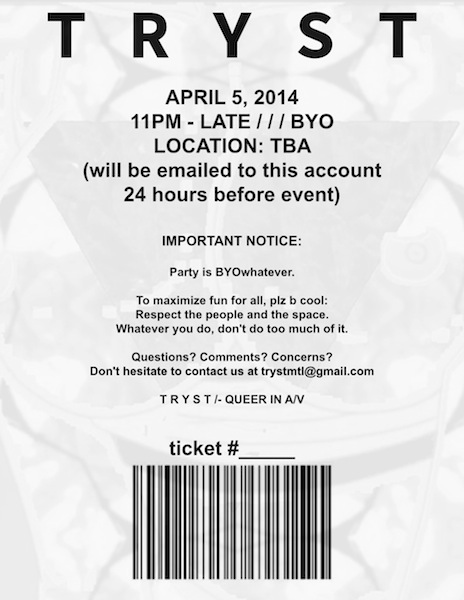 TRYST
APRIL 5, 2014
11PM - LATE / / / BYO
LOCATION: TBA
(will be emailed to this account
24 hours before event)
IMPORTANT NOTICE:
Party is BYOwhatever.
To maximize fun for all, plz b cool:
Respect the people and the space.
Whatever you do, don't do too much of it.
Questions? Comments? Concerns?
Don't hesitate to contact us at trystmtl@gmail.com
T R Y S T /- QUEER IN A/V
ticket #_____